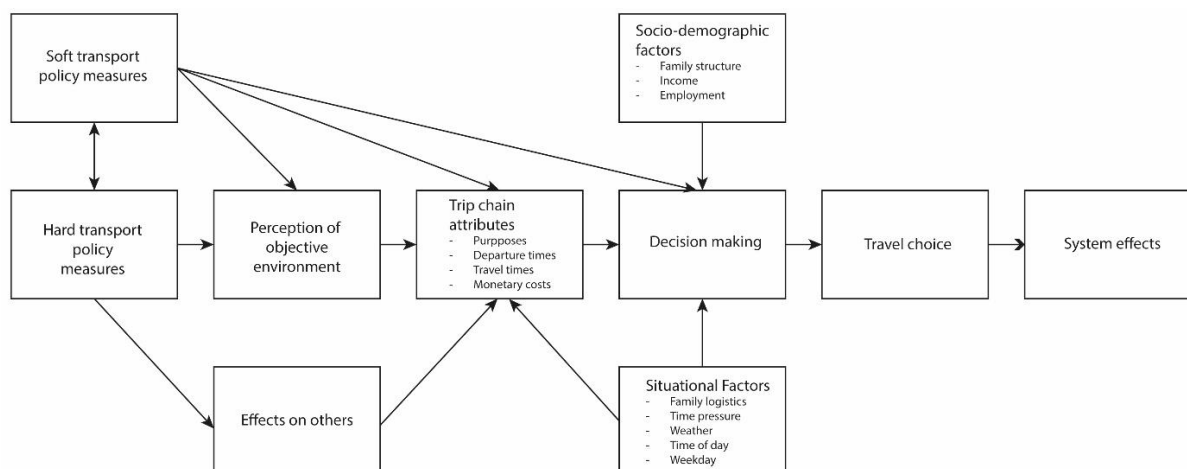 Soft transport
policy measures
Socio-demographic
factors
- Family structure
- Income
- Employment
Hard transport
policy
measures
Perception of
objective
environment
Trip chain
attributes
- Purpposes
- Departure times
- Travel times
- Monetary costs
Decision making
Travel choice
System effects
Effects on others
Situational Factors
- Family logistics
- Time pressure
- Weather
- Time of day
- Weekday